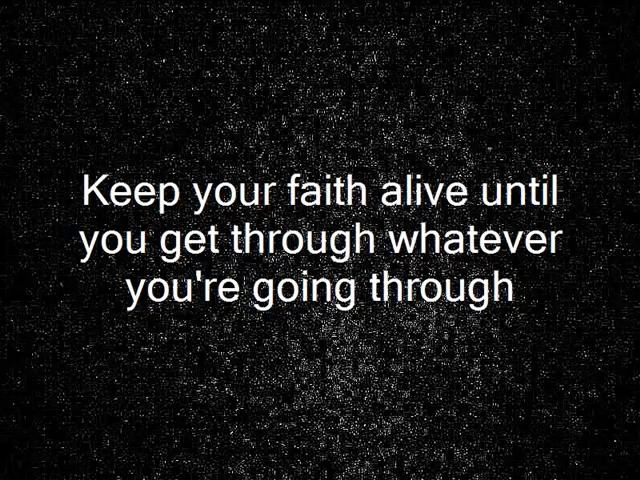 Keep your faith alive until
you get through whatever
you're going through